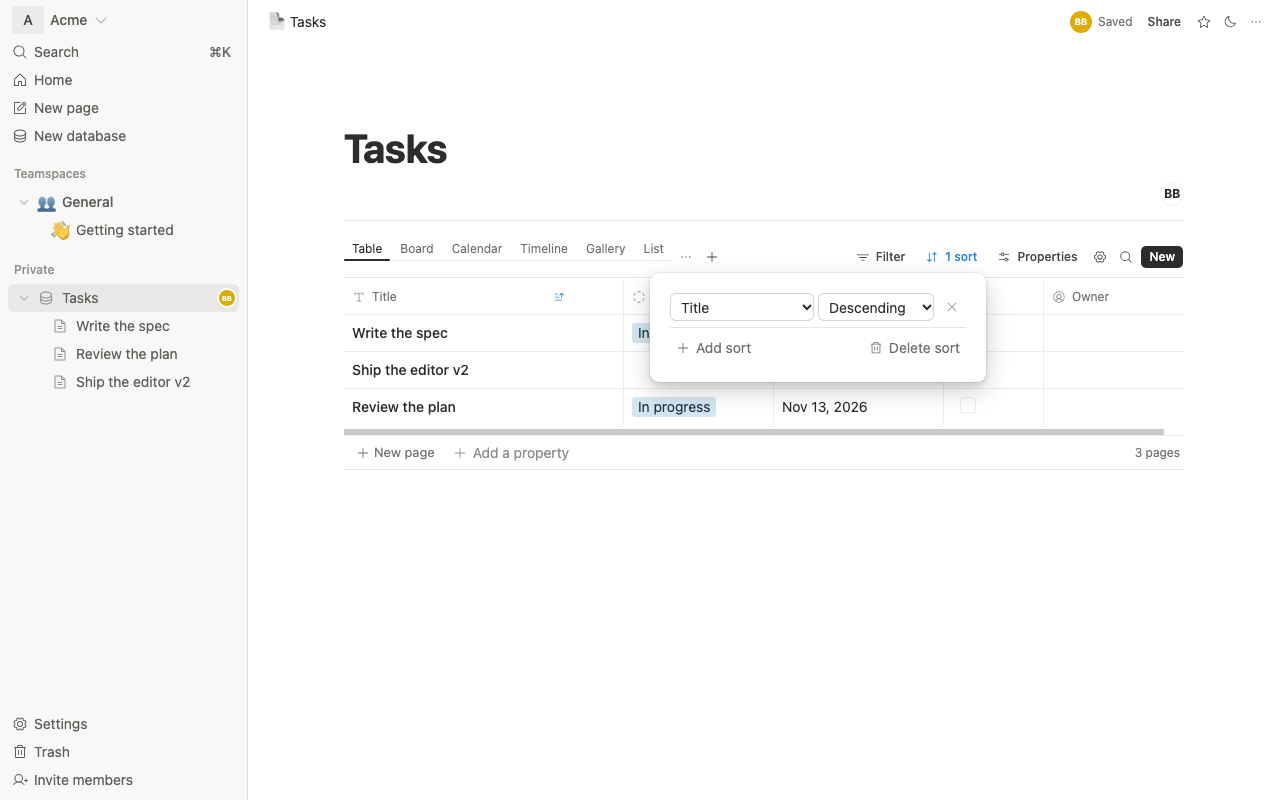 A Acme
Search ⌘K
Home
New page
New database
Teamspaces
General
Getting started
Private
Tasks BB
Write the spec
Review the plan
Ship the editor v2
Settings
Trash
Invite members
Tasks
BB Saved Share
Tasks
BB
Table Board Calendar Timeline Gallery List
Filter 1 sort Properties New
Title Owner
Title Descending
Add sort Delete sort
Write the spec In
Ship the editor v2
Review the plan In progress Nov 13, 2026
New page Add a property 3 pages